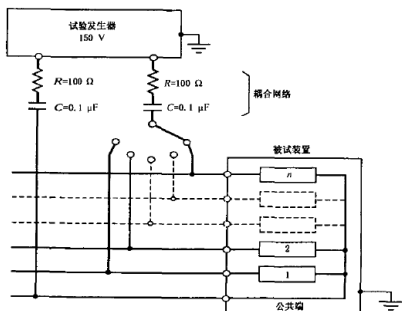 试验发生器
150 V
R=100 Ω
R=100 Ω
C=0.1 μF
C=0.1 μF
耦合网络
被试装置
n
2
1
公共端